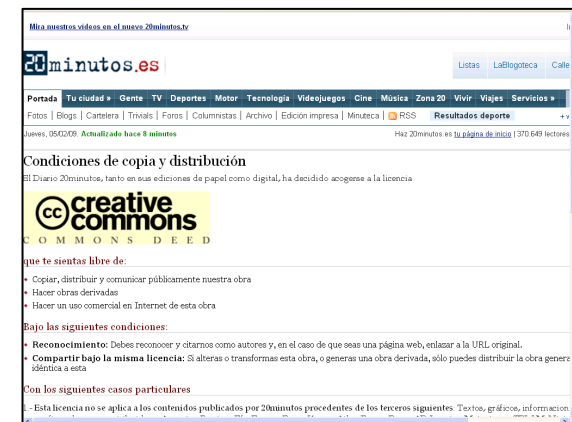 Mira nuestros vídeos en el nuevo 20minutos.tv
20minutos.es
Listas LaBlogoteca Calle
Portada Tu ciudad » Gente TV Deportes Motor Tecnología Videojuegos Cine Música Zona 20 Vivir Viajes Servicios »
Fotos | Blogs | Cartelera | Trivials | Foros | Columnistas | Archivo | Edición impresa | Minuteca | RSS Resultados deporte
Jueves, 05/02/09. Actualizado hace 8 minutos Haz 20minutos.es tu página de inicio | 370.649 lectores
Condiciones de copia y distribución
El Diario 20minutos, tanto en sus ediciones de papel como digital, ha decidido acogerse a la licencia
cc creative
commons
COMMONS DEED
que te sientas libre de:
• Copiar, distribuir y comunicar públicamente nuestra obra
• Hacer obras derivadas
• Hacer un uso comercial en Internet de esta obra
Bajo las siguientes condiciones:
• Reconocimiento: Debes reconocer y citarnos como autores y, en el caso de que seas una página web, enlazar a la URL original.
• Compartir bajo la misma licencia: Si alteras o transformas esta obra, o generas una obra derivada, sólo puedes distribuir la obra genera
idéntica a esta
Con los siguientes casos particulares
1.- Esta licencia no se aplica a los contenidos publicados por 20minutos procedentes de los terceros siguientes: Textos, gráficos, informacion